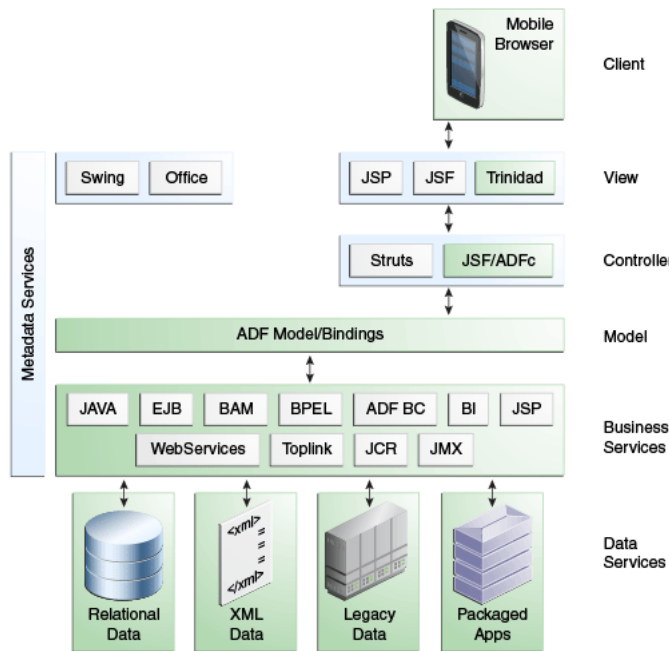 Mobile
Browser
Client
Metadata Services
Swing
Office
JSP
JSF
Trinidad
View
Struts
JSF/ADFc
Controller
ADF Model/Bindings
Model
JAVA
EJB
BAM
BPEL
ADF BC
BI
JSP
WebServices
Toplink
JCR
JMX
Business
Services
<xml>
=
=
=
</xml>
Relational
Data
XML
Data
Legacy
Data
Packaged
Apps
Data
Services